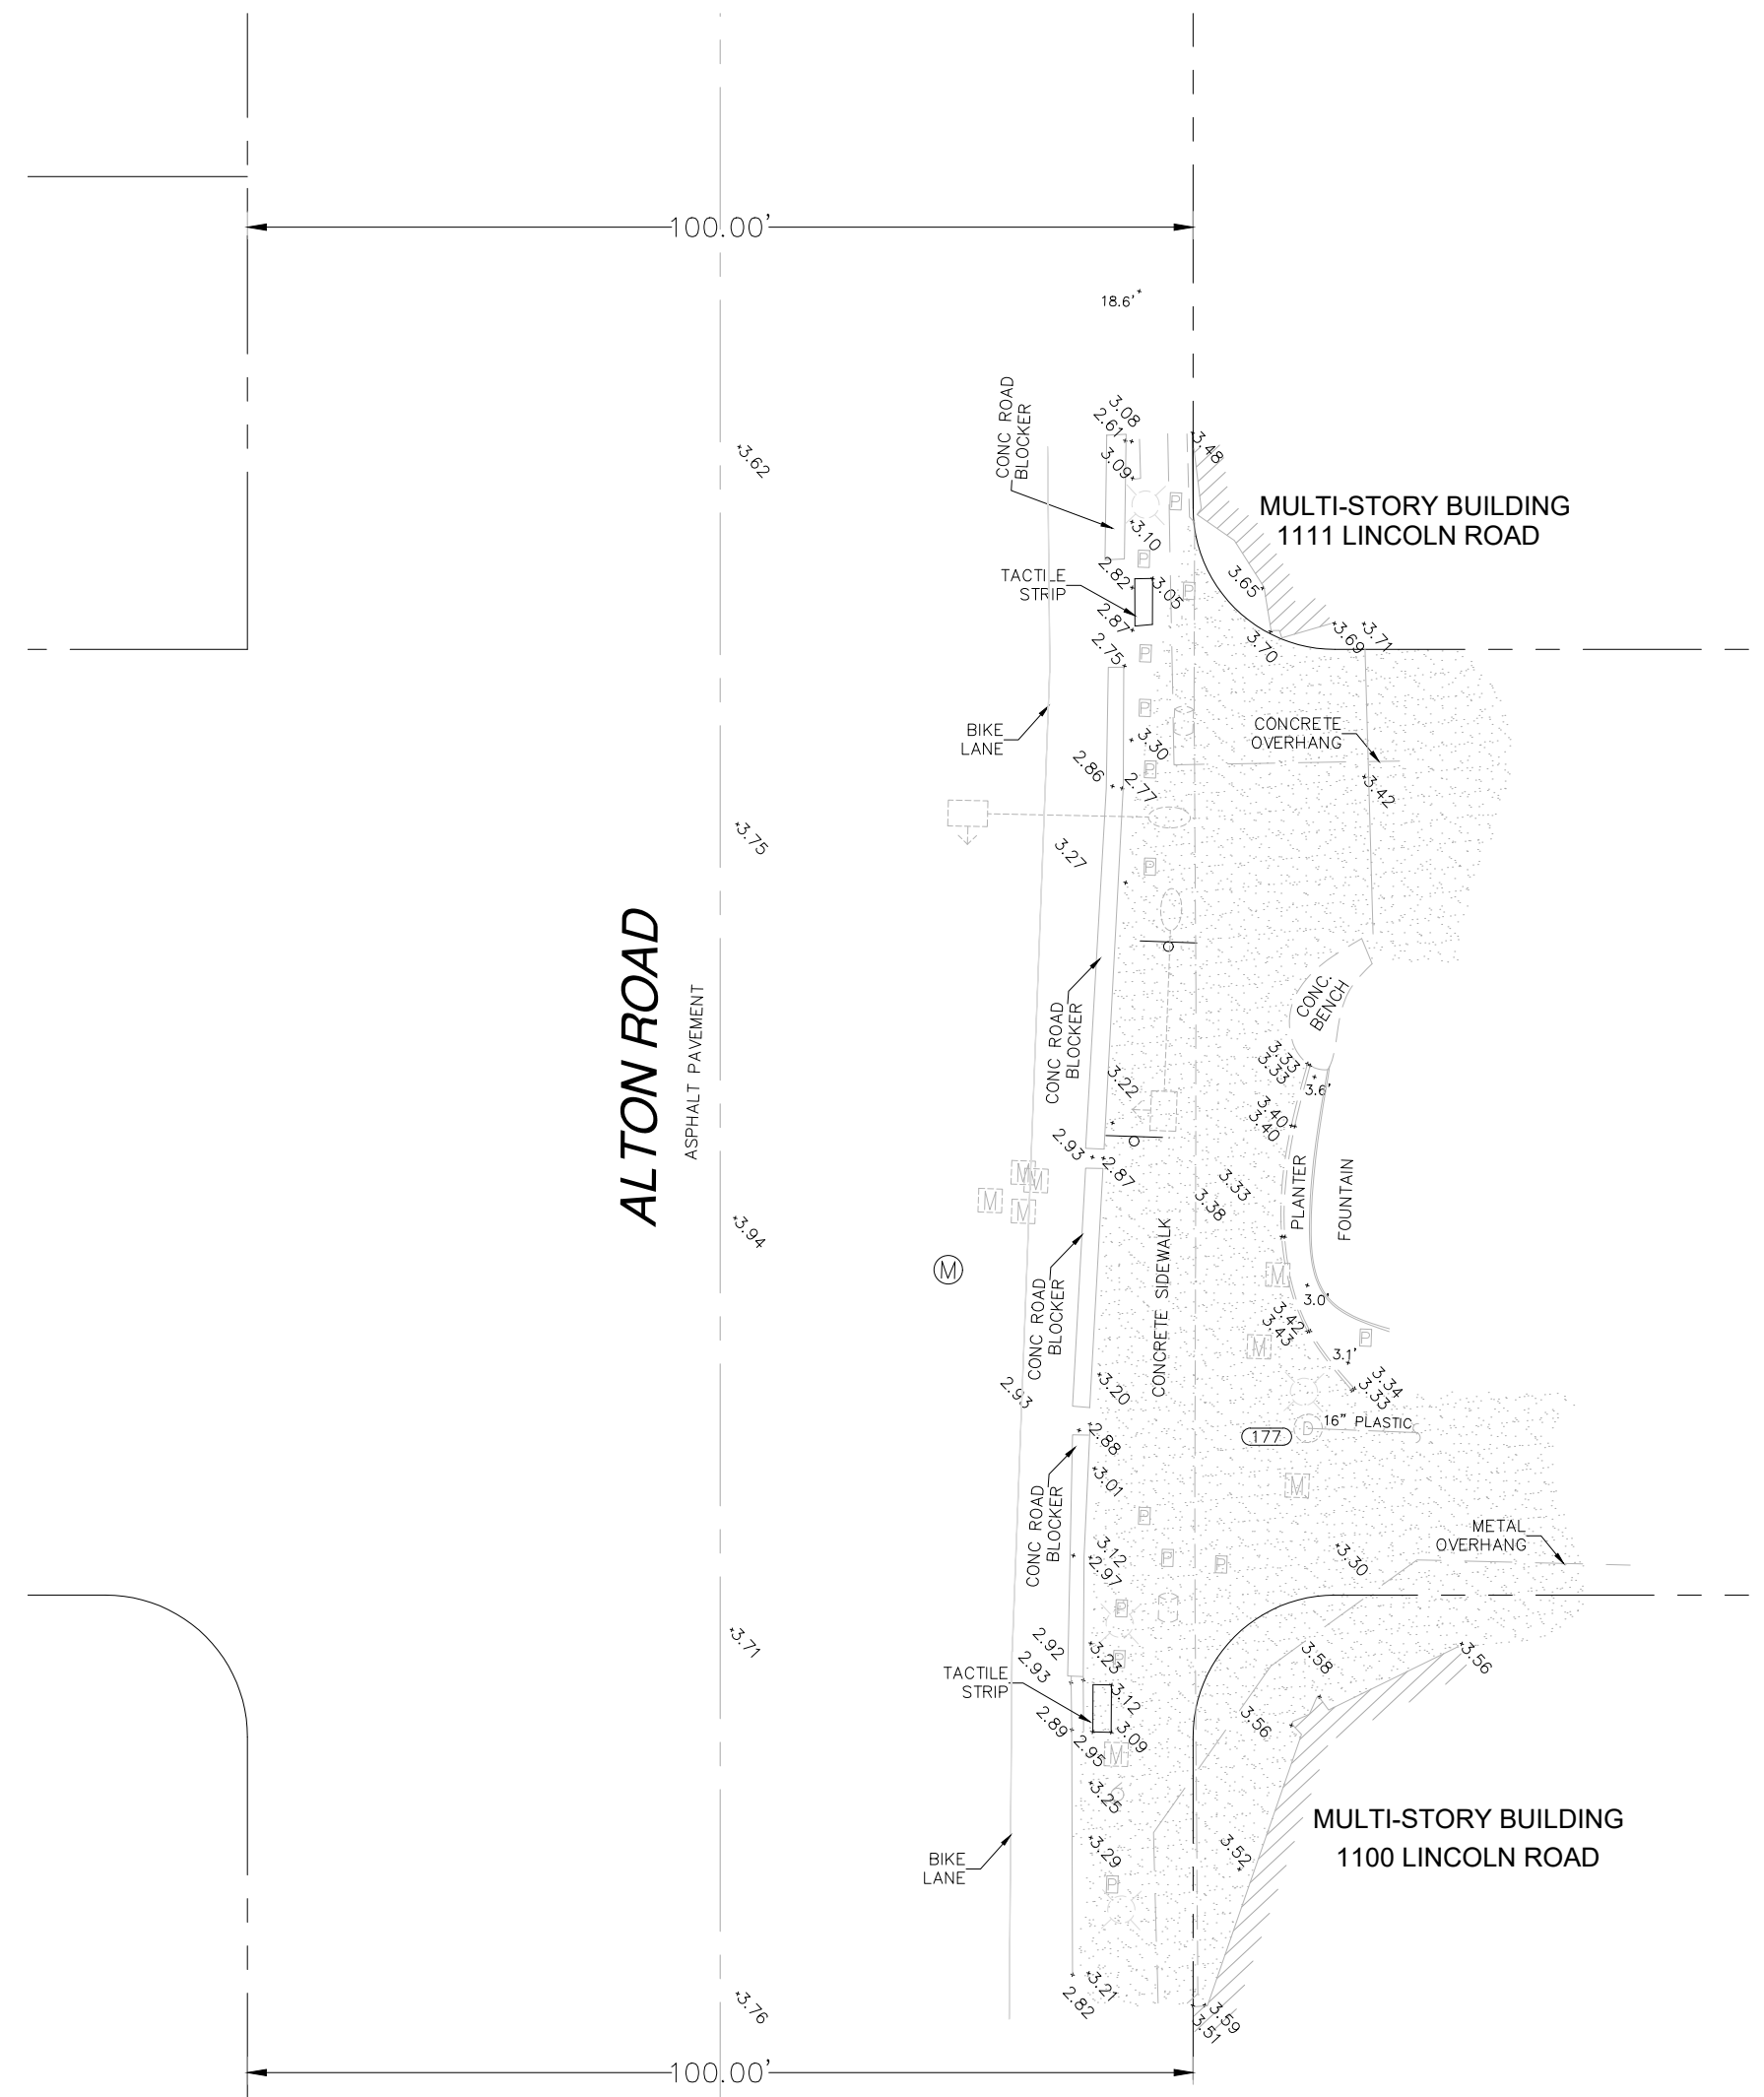 100.00'
18.6'
3.08
2.61
3.09
3.48
CONC ROAD
BLOCKER
3.62
MULTI-STORY BUILDING
1111 LINCOLN ROAD
P
3.10
P
2.82
TACTILE
STRIP
3.05
P
3.65
2.87
3.70
3.69
3.71
2.75
P
P
BIKE
LANE
3.30
CONCRETE
OVERHANG
P
2.86
2.77
3.42
3.75
3.27
P
ALTON ROAD
ASPHALT PAVEMENT
CONC ROAD
BLOCKER
CONC.
BENCH
3.33
3.33
3.6'
3.22
3.40
3.40
2.93
2.87
M
M
M
M
3.33
3.38
PLANTER
FOUNTAIN
3.94
M
CONCRETE SIDEWALK
M
3.0'
CONC ROAD
BLOCKER
3.42
3.43
P
M
3.1'
3.34
3.33
2.93
3.20
16" PLASTIC
D
177
2.88
3.01
M
CONC ROAD
BLOCKER
P
METAL
OVERHANG
3.12
2.97
P
P
3.30
P
3.71
2.92
2.93
3.23
P
3.58
3.56
TACTILE
STRIP
3.12
2.89
2.95
3.09
3.56
M
3.25
MULTI-STORY BUILDING
1100 LINCOLN ROAD
3.29
3.52
BIKE
LANE
P
3.21
2.82
3.76
3.59
3.51
100.00'